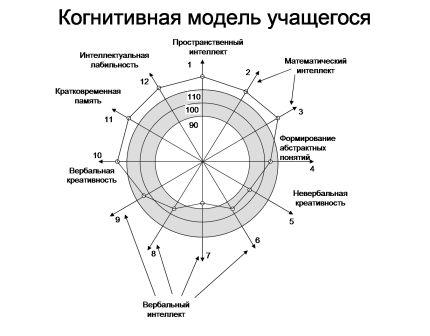 Когнитивная модель учащегося
Пространственный
интеллект
Интеллектуальная
лабильность
Математический
интеллект
Кратковременная
память
1
2
12
3
11
110
100
90
Формирование
абстрактных
понятий
10
4
Вербальная
креативность
Невербальная
креативность
9
5
8
7
6
Вербальный
интеллект